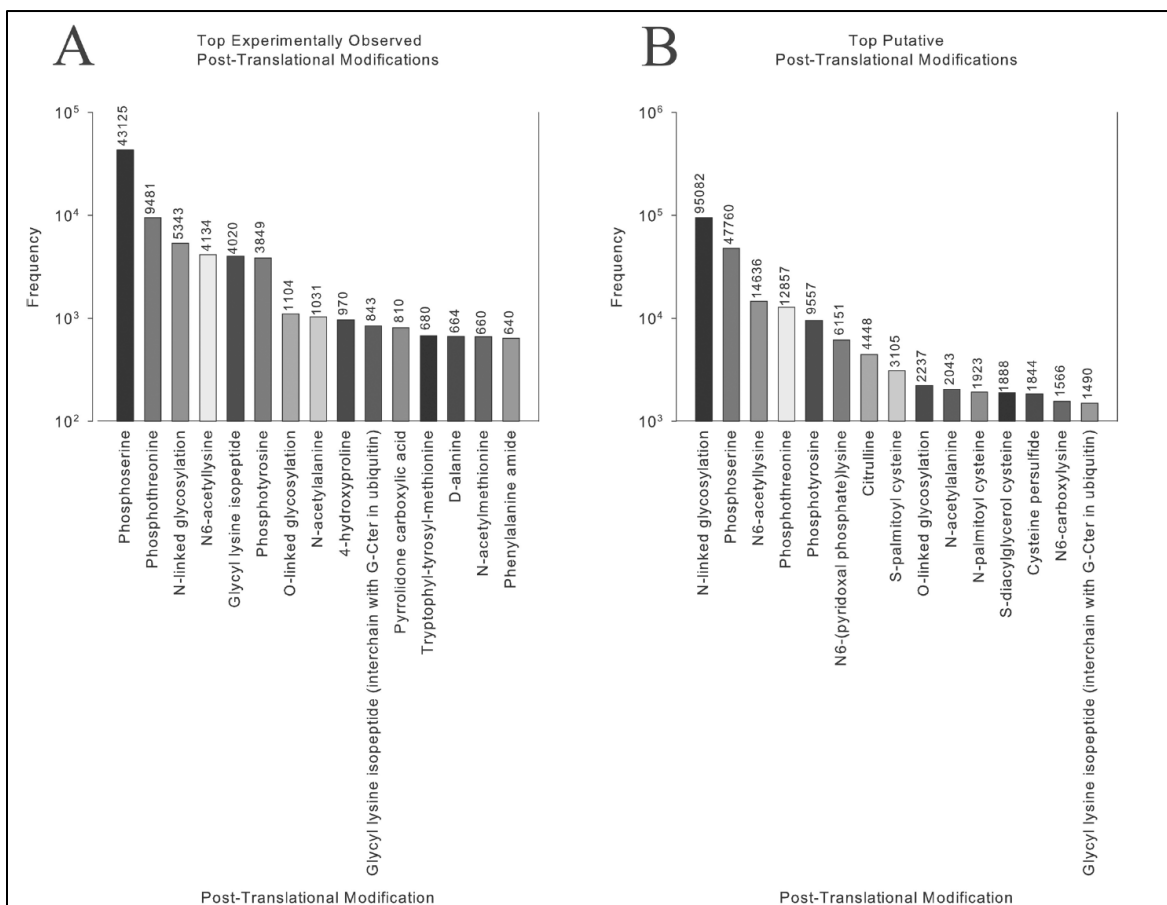 A
Top Experimentally Observed
Post-Translational Modifications
Frequency
10^5
10^4
10^3
10^2
43125
9481
5343
4134
4020
3849
1104
1031
970
843
810
680
664
660
640
Phosphoserine
Phosphothreonine
N-linked glycosylation
N6-acetyllysine
Glycyl lysine isopeptide
Phosphotyrosine
O-linked glycosylation
N-acetylalanine
4-hydroxyproline
Glycyl lysine isopeptide (interchain with G-Cter in ubiquitin)
Pyrrolidone carboxylic acid
Tryptophyl-tyrosyl-methionine
D-alanine
N-acetylmethionine
Phenylalanine amide
Post-Translational Modification
B
Top Putative
Post-Translational Modifications
Frequency
10^6
10^5
10^4
10^3
95082
47760
14636
12857
9557
6151
4448
3105
2237
2043
1923
1888
1844
1566
1490
N-linked glycosylation
Phosphoserine
N6-acetyllysine
Phosphothreonine
Phosphotyrosine
N6-(pyridoxal phosphate)lysine
Citrulline
S-palmitoyl cysteine
O-linked glycosylation
N-acetylalanine
N-palmitoyl cysteine
S-diacylglycerol cysteine
Cysteine persulfide
N6-carboxylysine
Glycyl lysine isopeptide (interchain with G-Cter in ubiquitin)
Post-Translational Modification